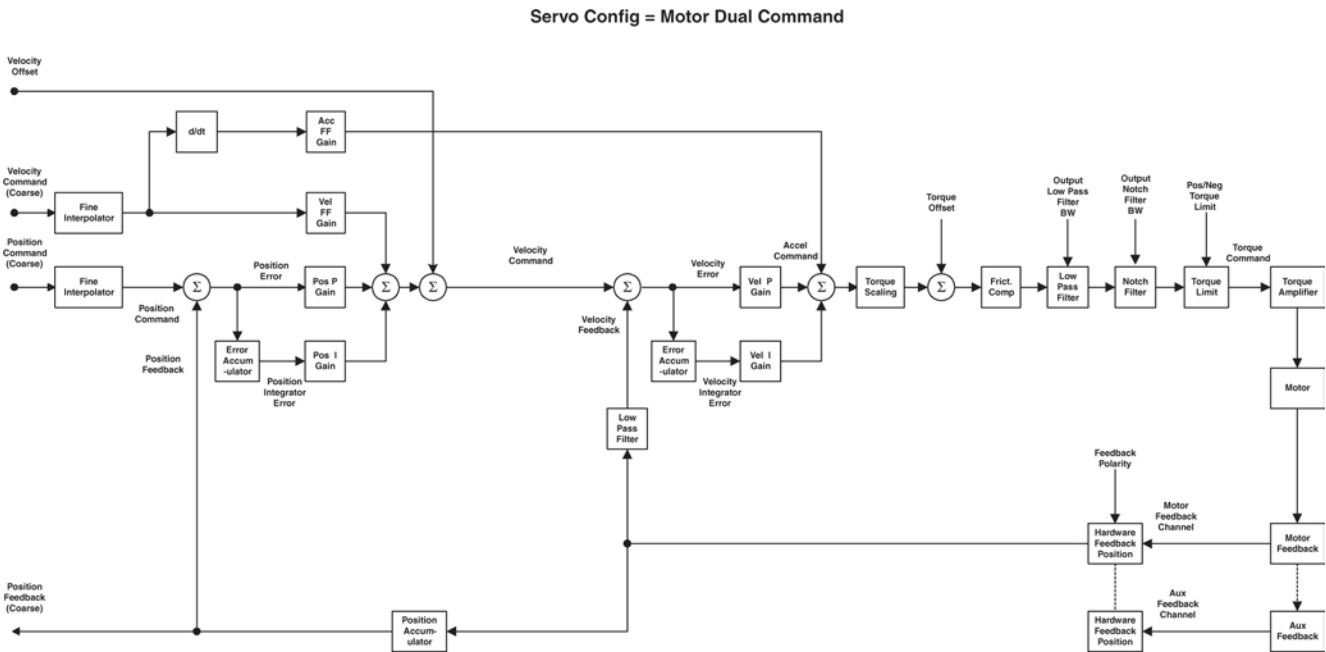 Servo Config = Motor Dual Command
Velocity
Offset
d/dt
Acc
FF
Gain
Velocity
Command
(Coarse)
Fine
Interpolator
Vel
FF
Gain
Torque
Offset
Output
Low Pass
Filter
BW
Output
Notch
Filter
BW
Pos/Neg
Torque
Limit
Position
Command
(Coarse)
Fine
Interpolator
Position
Command
Σ
Position
Error
Pos P
Gain
Σ
Σ
Velocity
Command
Σ
Velocity
Error
Vel P
Gain
Accel
Command
Σ
Torque
Scaling
Σ
Frict.
Comp
Low
Pass
Filter
Notch
Filter
Torque
Limit
Torque
Command
Torque
Amplifier
Position
Feedback
Error
Accum
-ulator
Position
Integrator
Error
Pos I
Gain
Velocity
Feedback
Error
Accum
-ulator
Velocity
Integrator
Error
Vel I
Gain
Motor
Low
Pass
Filter
Feedback
Polarity
Hardware
Feedback
Position
Motor
Feedback
Channel
Motor
Feedback
Position
Feedback
(Coarse)
Position
Accum-
ulator
Hardware
Feedback
Position
Aux
Feedback
Channel
Aux
Feedback